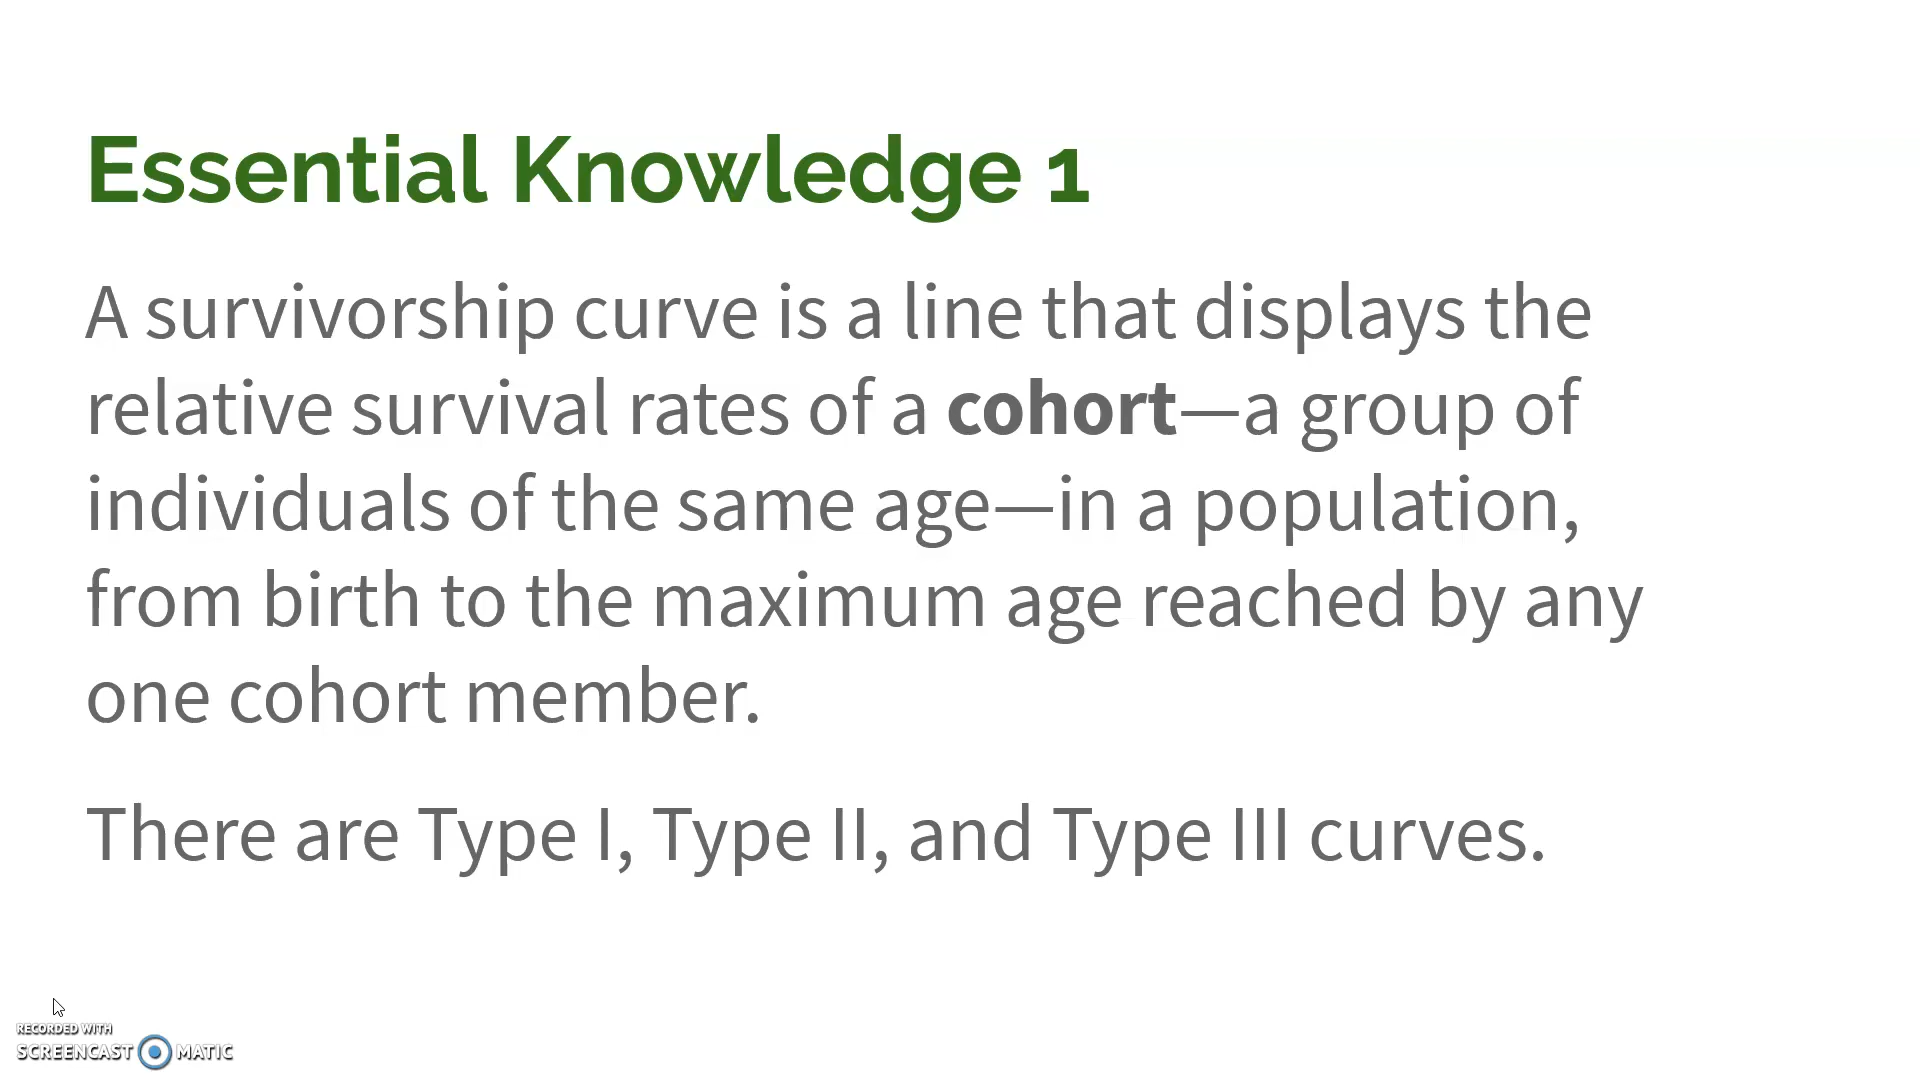 Essential Knowledge 1
A survivorship curve is a line that displays the
relative survival rates of a cohort—a group of
individuals of the same age—in a population,
from birth to the maximum age reached by any
one cohort member.
There are Type I, Type II, and Type III curves.
RECORDED WITH
SCREENCAST MATIC